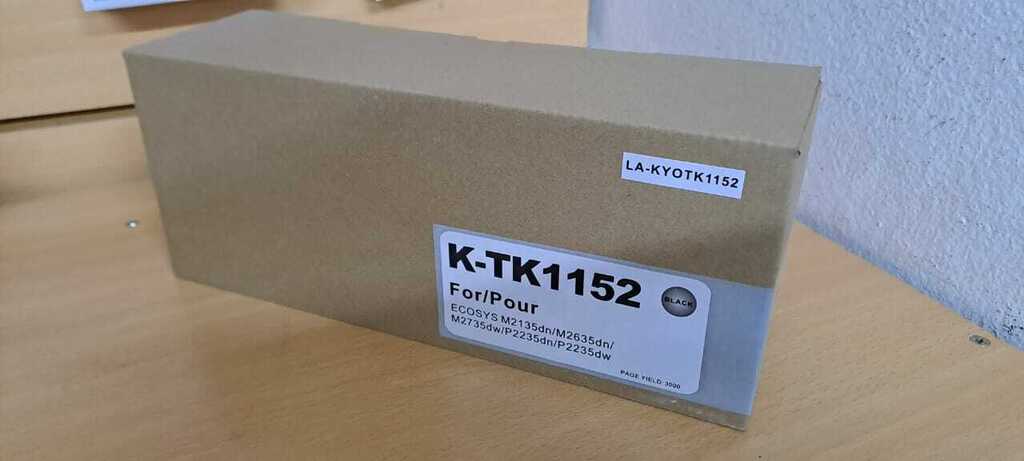 LA-KYOTK1152
K-TK1152
For/Pour
BLACK
ECOSYS M2135dn/M2635dn/
M2735dw/P2235dn/P2235dw
PAGE YIELD: 3000